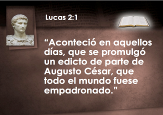 Lucas 2:1
“Aconteció en aquellos
días, que se promulgó
un edicto de parte de
Augusto César, que
todo el mundo fuese
empadronado.”